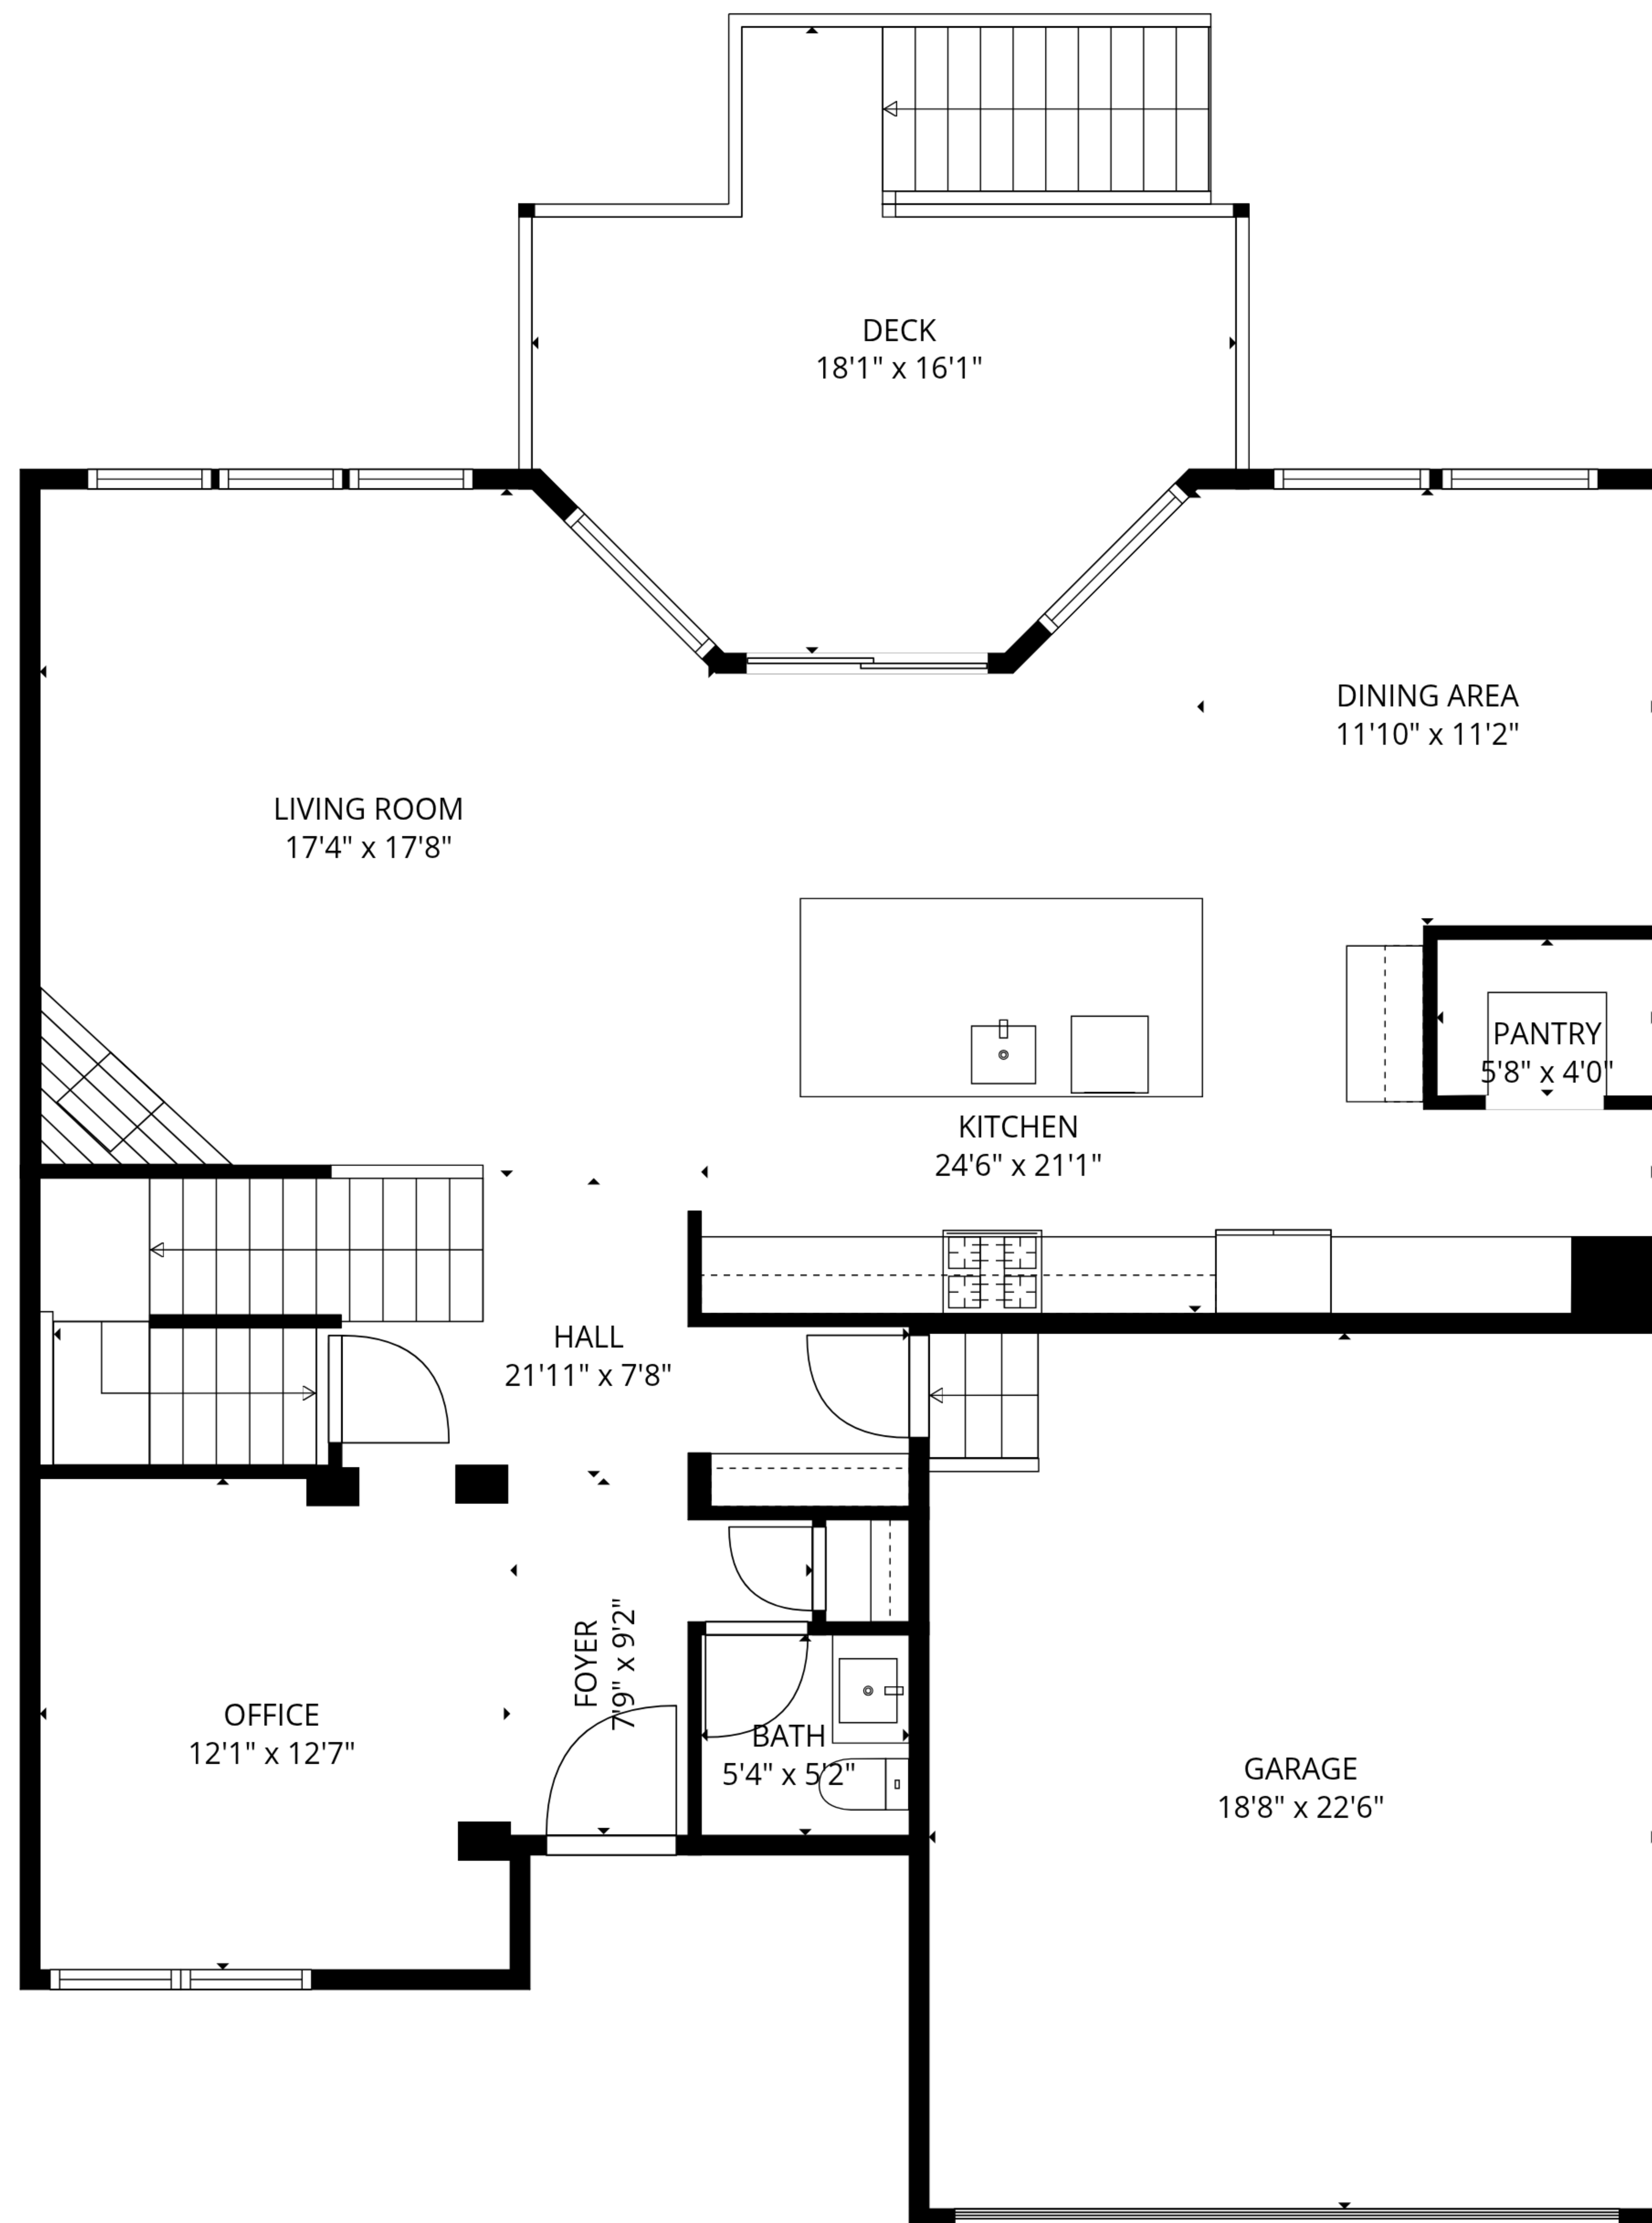 DECK
18'1" x 16'1"
DINING AREA
11'10" x 11'2"
LIVING ROOM
17'4" x 17'8"
PANTRY
5'8" x 4'0"
KITCHEN
24'6" x 21'1"
HALL
21'11" x 7'8"
FOYER
7'9" x 9'2"
OFFICE
12'1" x 12'7"
BATH
5'4" x 5'2"
GARAGE
18'8" x 22'6"